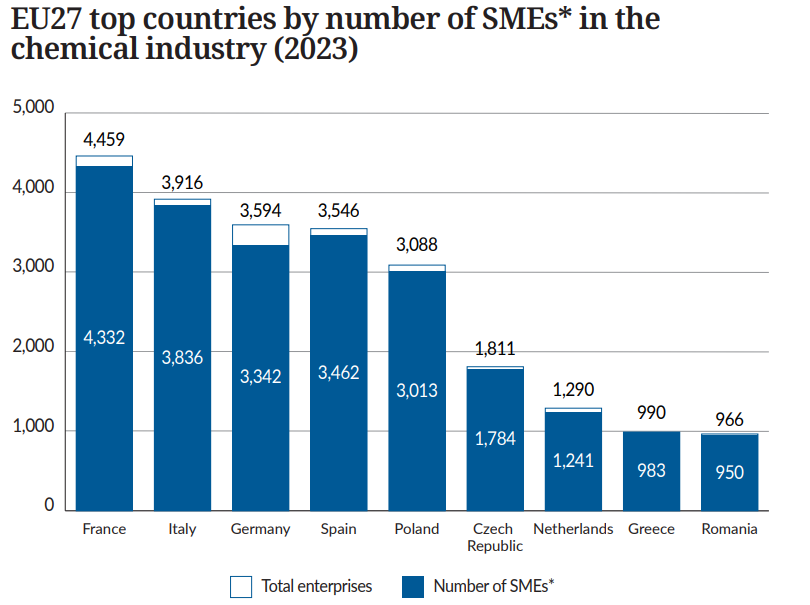 EU27 top countries by number of SMEs* in the
chemical industry (2023)
5,000
4,000
3,000
2,000
1,000
0
4,459
3,916
3,594
3,546
3,088
1,811
1,290
990
966
4,332
3,836
3,342
3,462
3,013
1,784
1,241
983
950
France
Italy
Germany
Spain
Poland
Czech
Republic
Netherlands
Greece
Romania
Total enterprises
Number of SMEs*